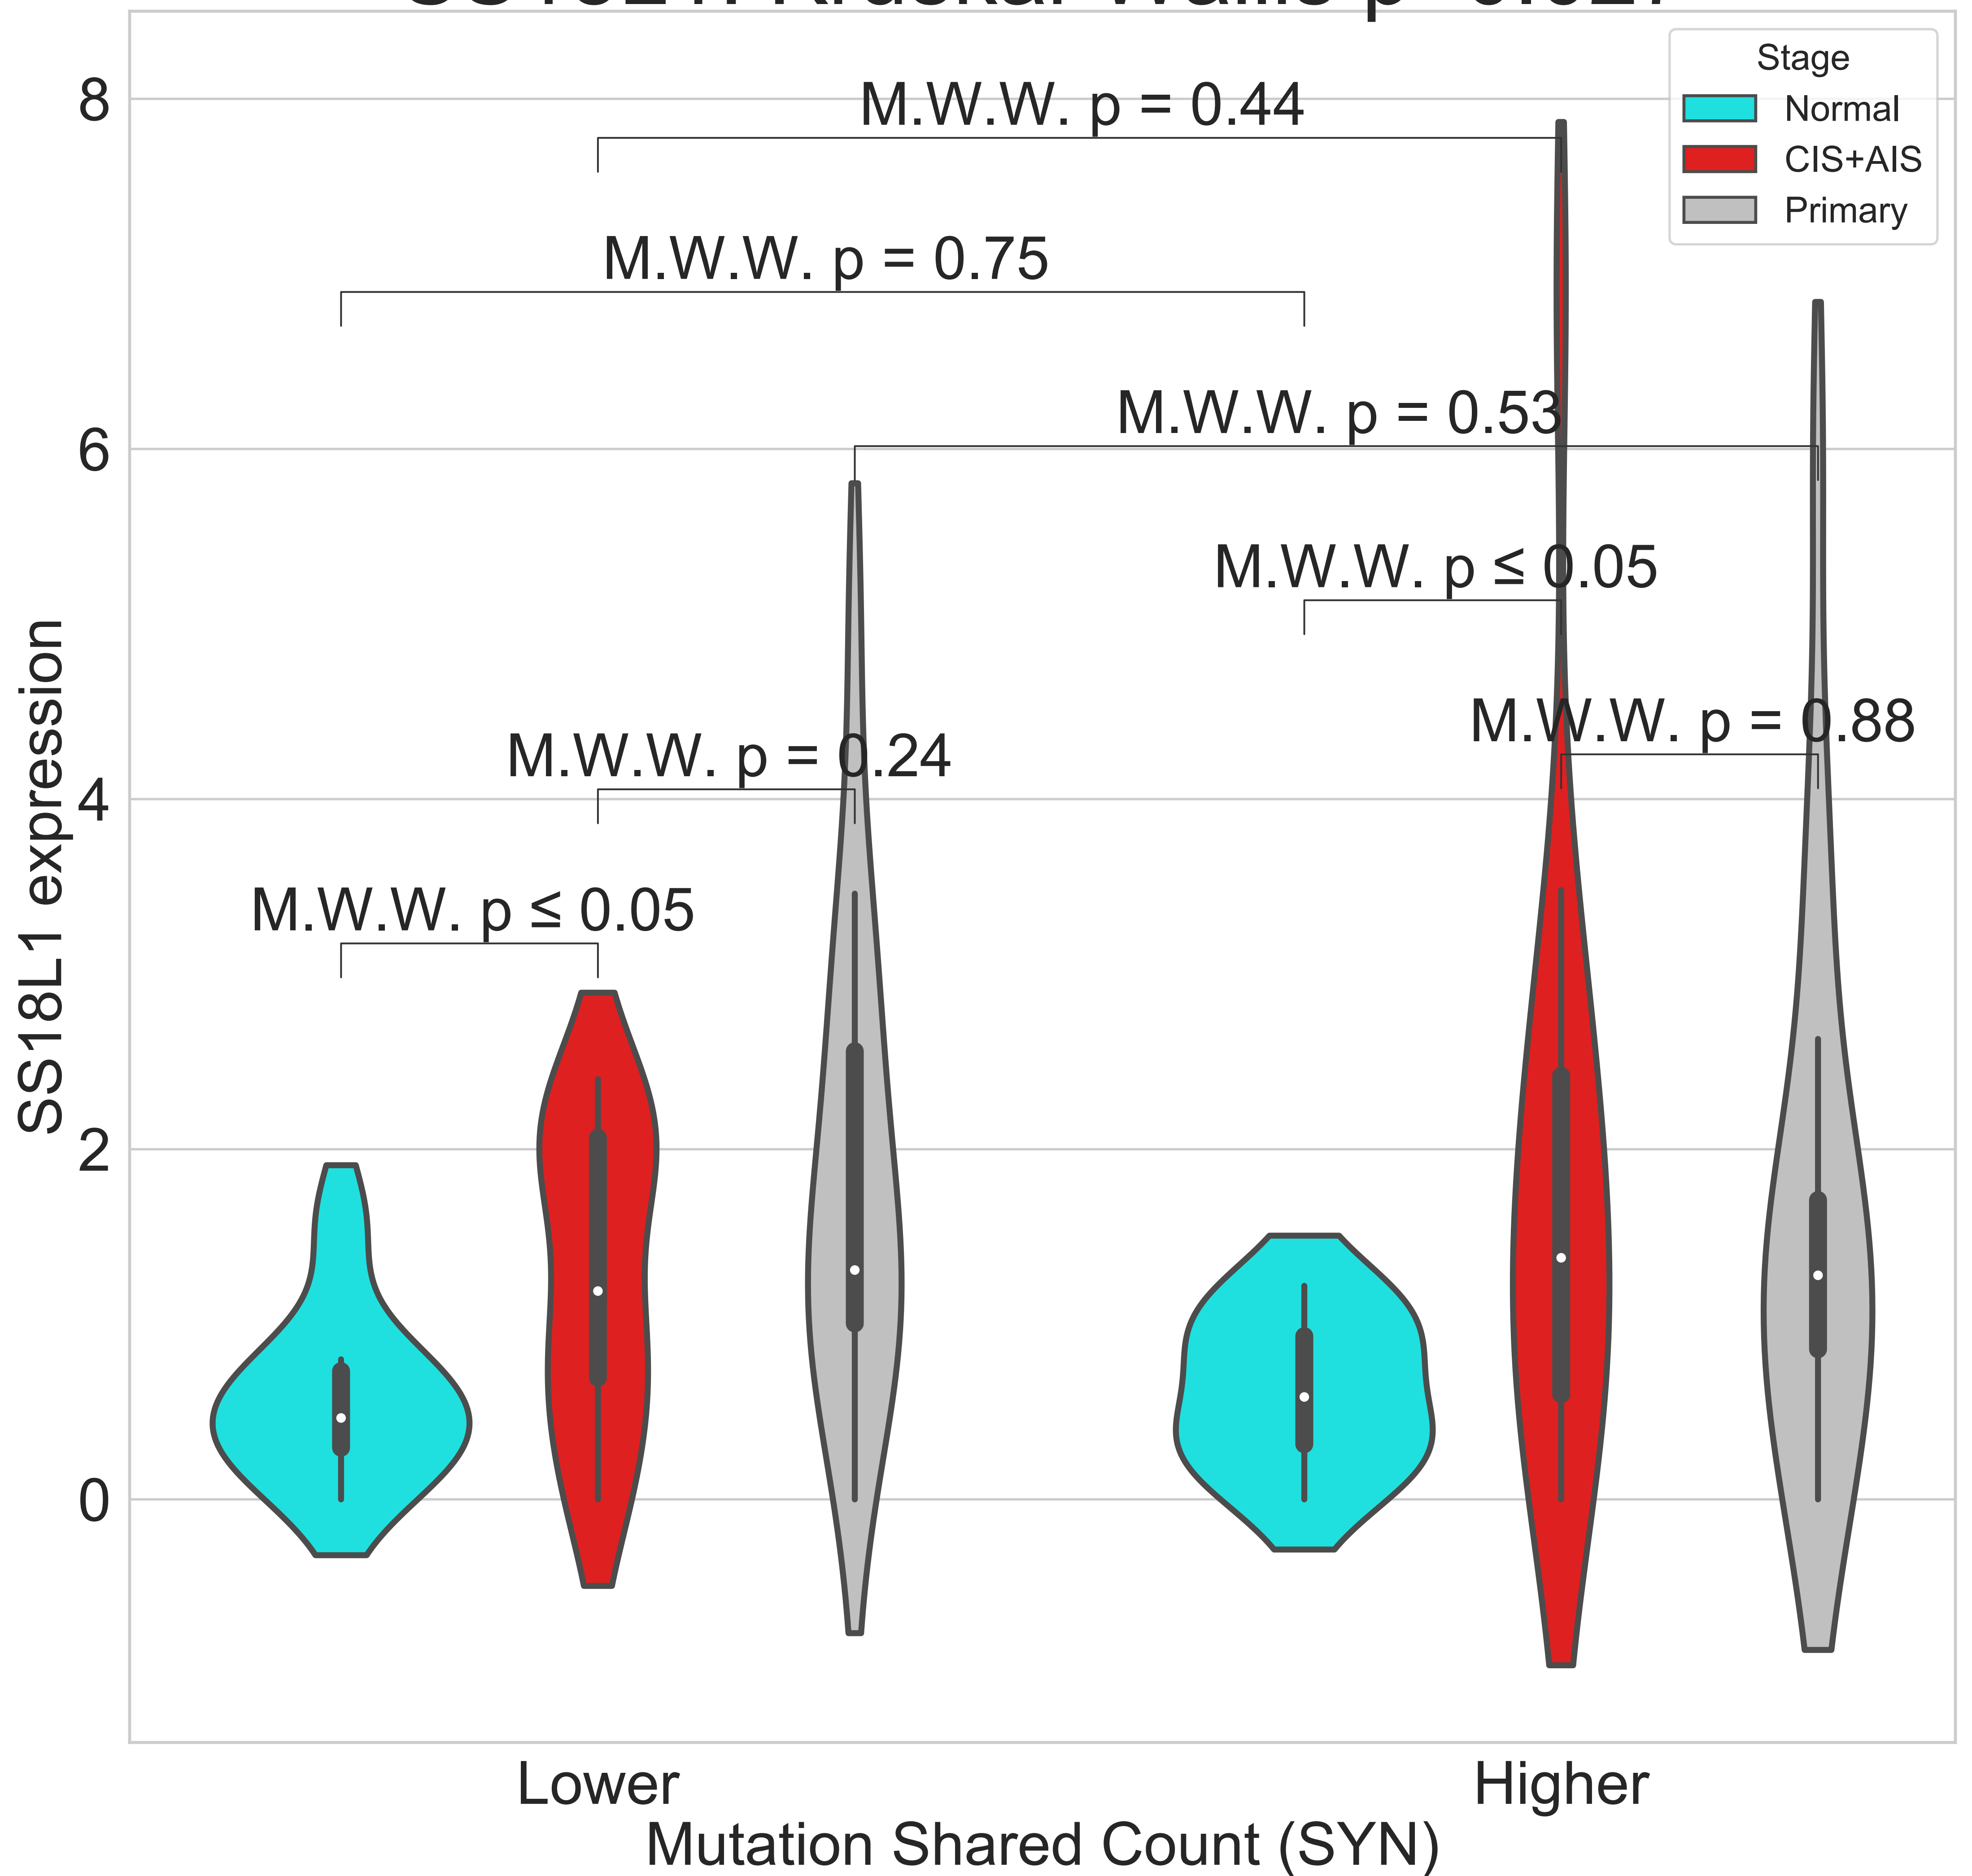 Stage
Normal
CIS+AIS
Primary
8
6
4
2
0
SS18L1 expression
M.W.W. p = 0.44
M.W.W. p = 0.75
M.W.W. p = 0.53
M.W.W. p ≤ 0.05
M.W.W. p = 0.88
M.W.W. p = 0.24
M.W.W. p ≤ 0.05
Lower
Higher
Mutation Shared Count (SYN)